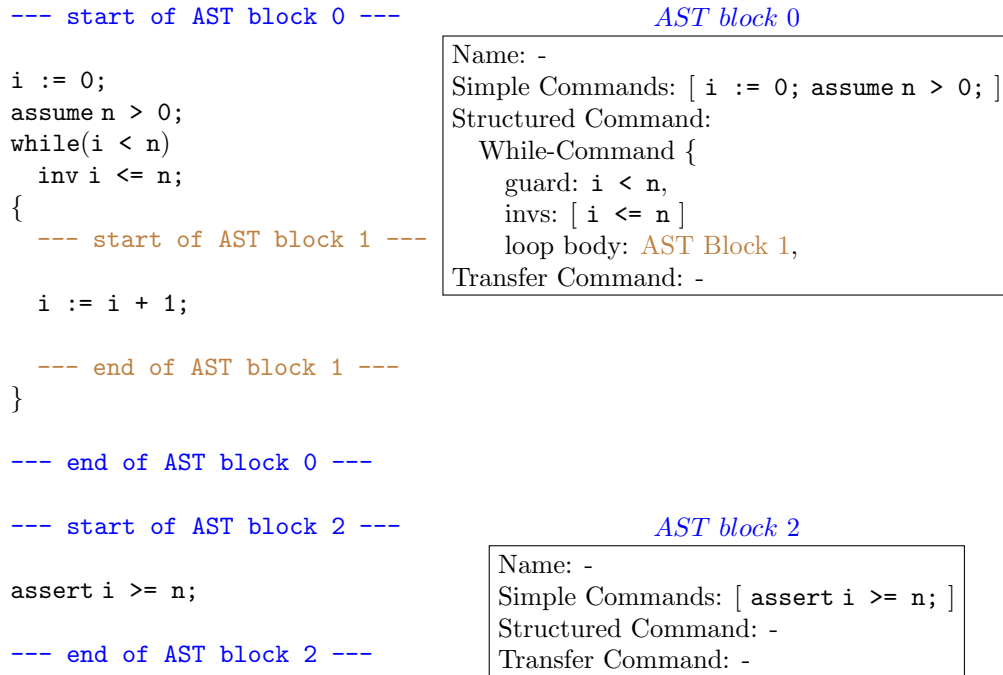 --- start of AST block 0 ---
i := 0;
assume n > 0;
while(i < n)
inv i <= n;
{
--- start of AST block 1 ---
i := i + 1;
--- end of AST block 1 ---
}
--- end of AST block 0 ---
AST block 0
Name: -
Simple Commands: [ i := 0; assume n > 0; ]
Structured Command:
While-Command {
guard: i < n,
invs: [ i <= n ]
loop body: AST Block 1,
Transfer Command: -
--- start of AST block 2 ---
assert i >= n;
--- end of AST block 2 ---
AST block 2
Name: -
Simple Commands: [ assert i >= n; ]
Structured Command: -
Transfer Command: -